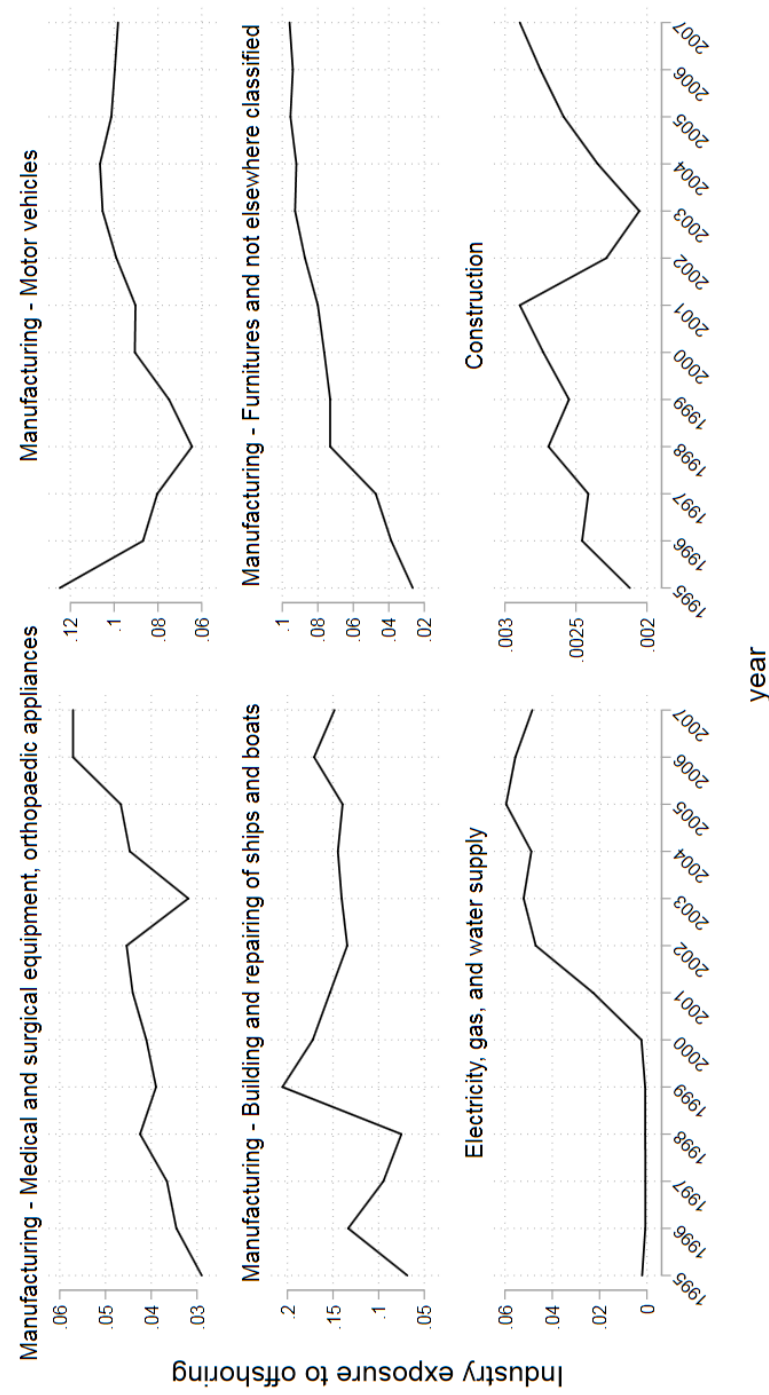 Manufacturing - Medical and surgical equipment, orthopaedic appliances
.06
.05
.04
.03
Manufacturing - Motor vehicles
.12
.1
.08
.06
Manufacturing - Building and repairing of ships and boats
.2
.15
.1
.05
Manufacturing - Furnitures and not elsewhere classified
.1
.08
.06
.04
.02
Electricity, gas, and water supply
.06
.04
.02
0
1995 1996 1997 1998 1999 2000 2001 2002 2003 2004 2005 2006 2007
Construction
.003
.0025
.002
1995 1996 1997 1998 1999 2000 2001 2002 2003 2004 2005 2006 2007
Industry exposure to offshoring
year